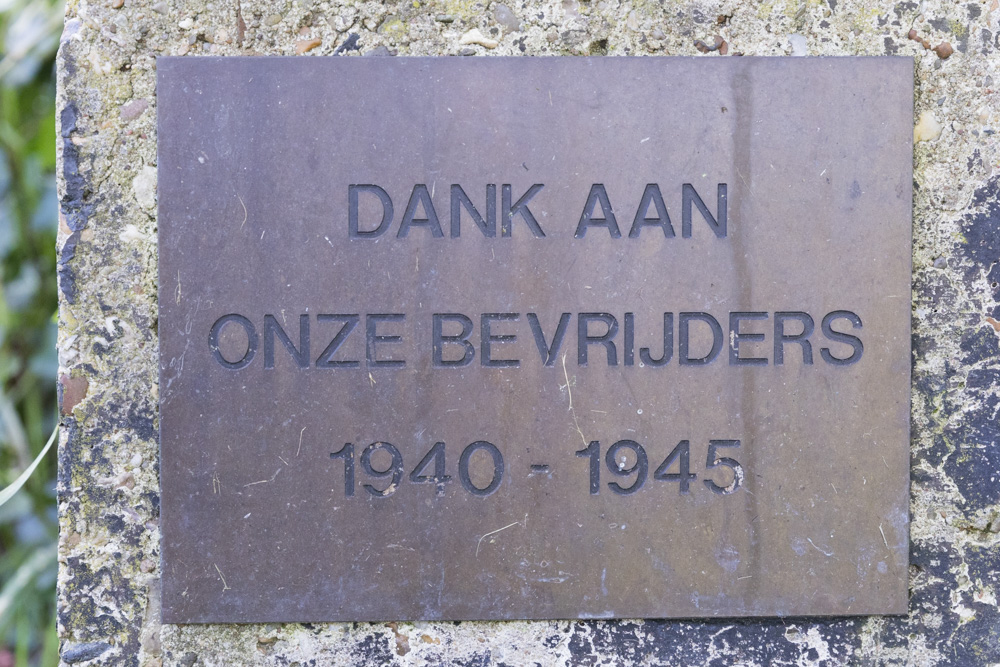 DANK AAN
ONZE BEVRIJDERS
1940 - 1945